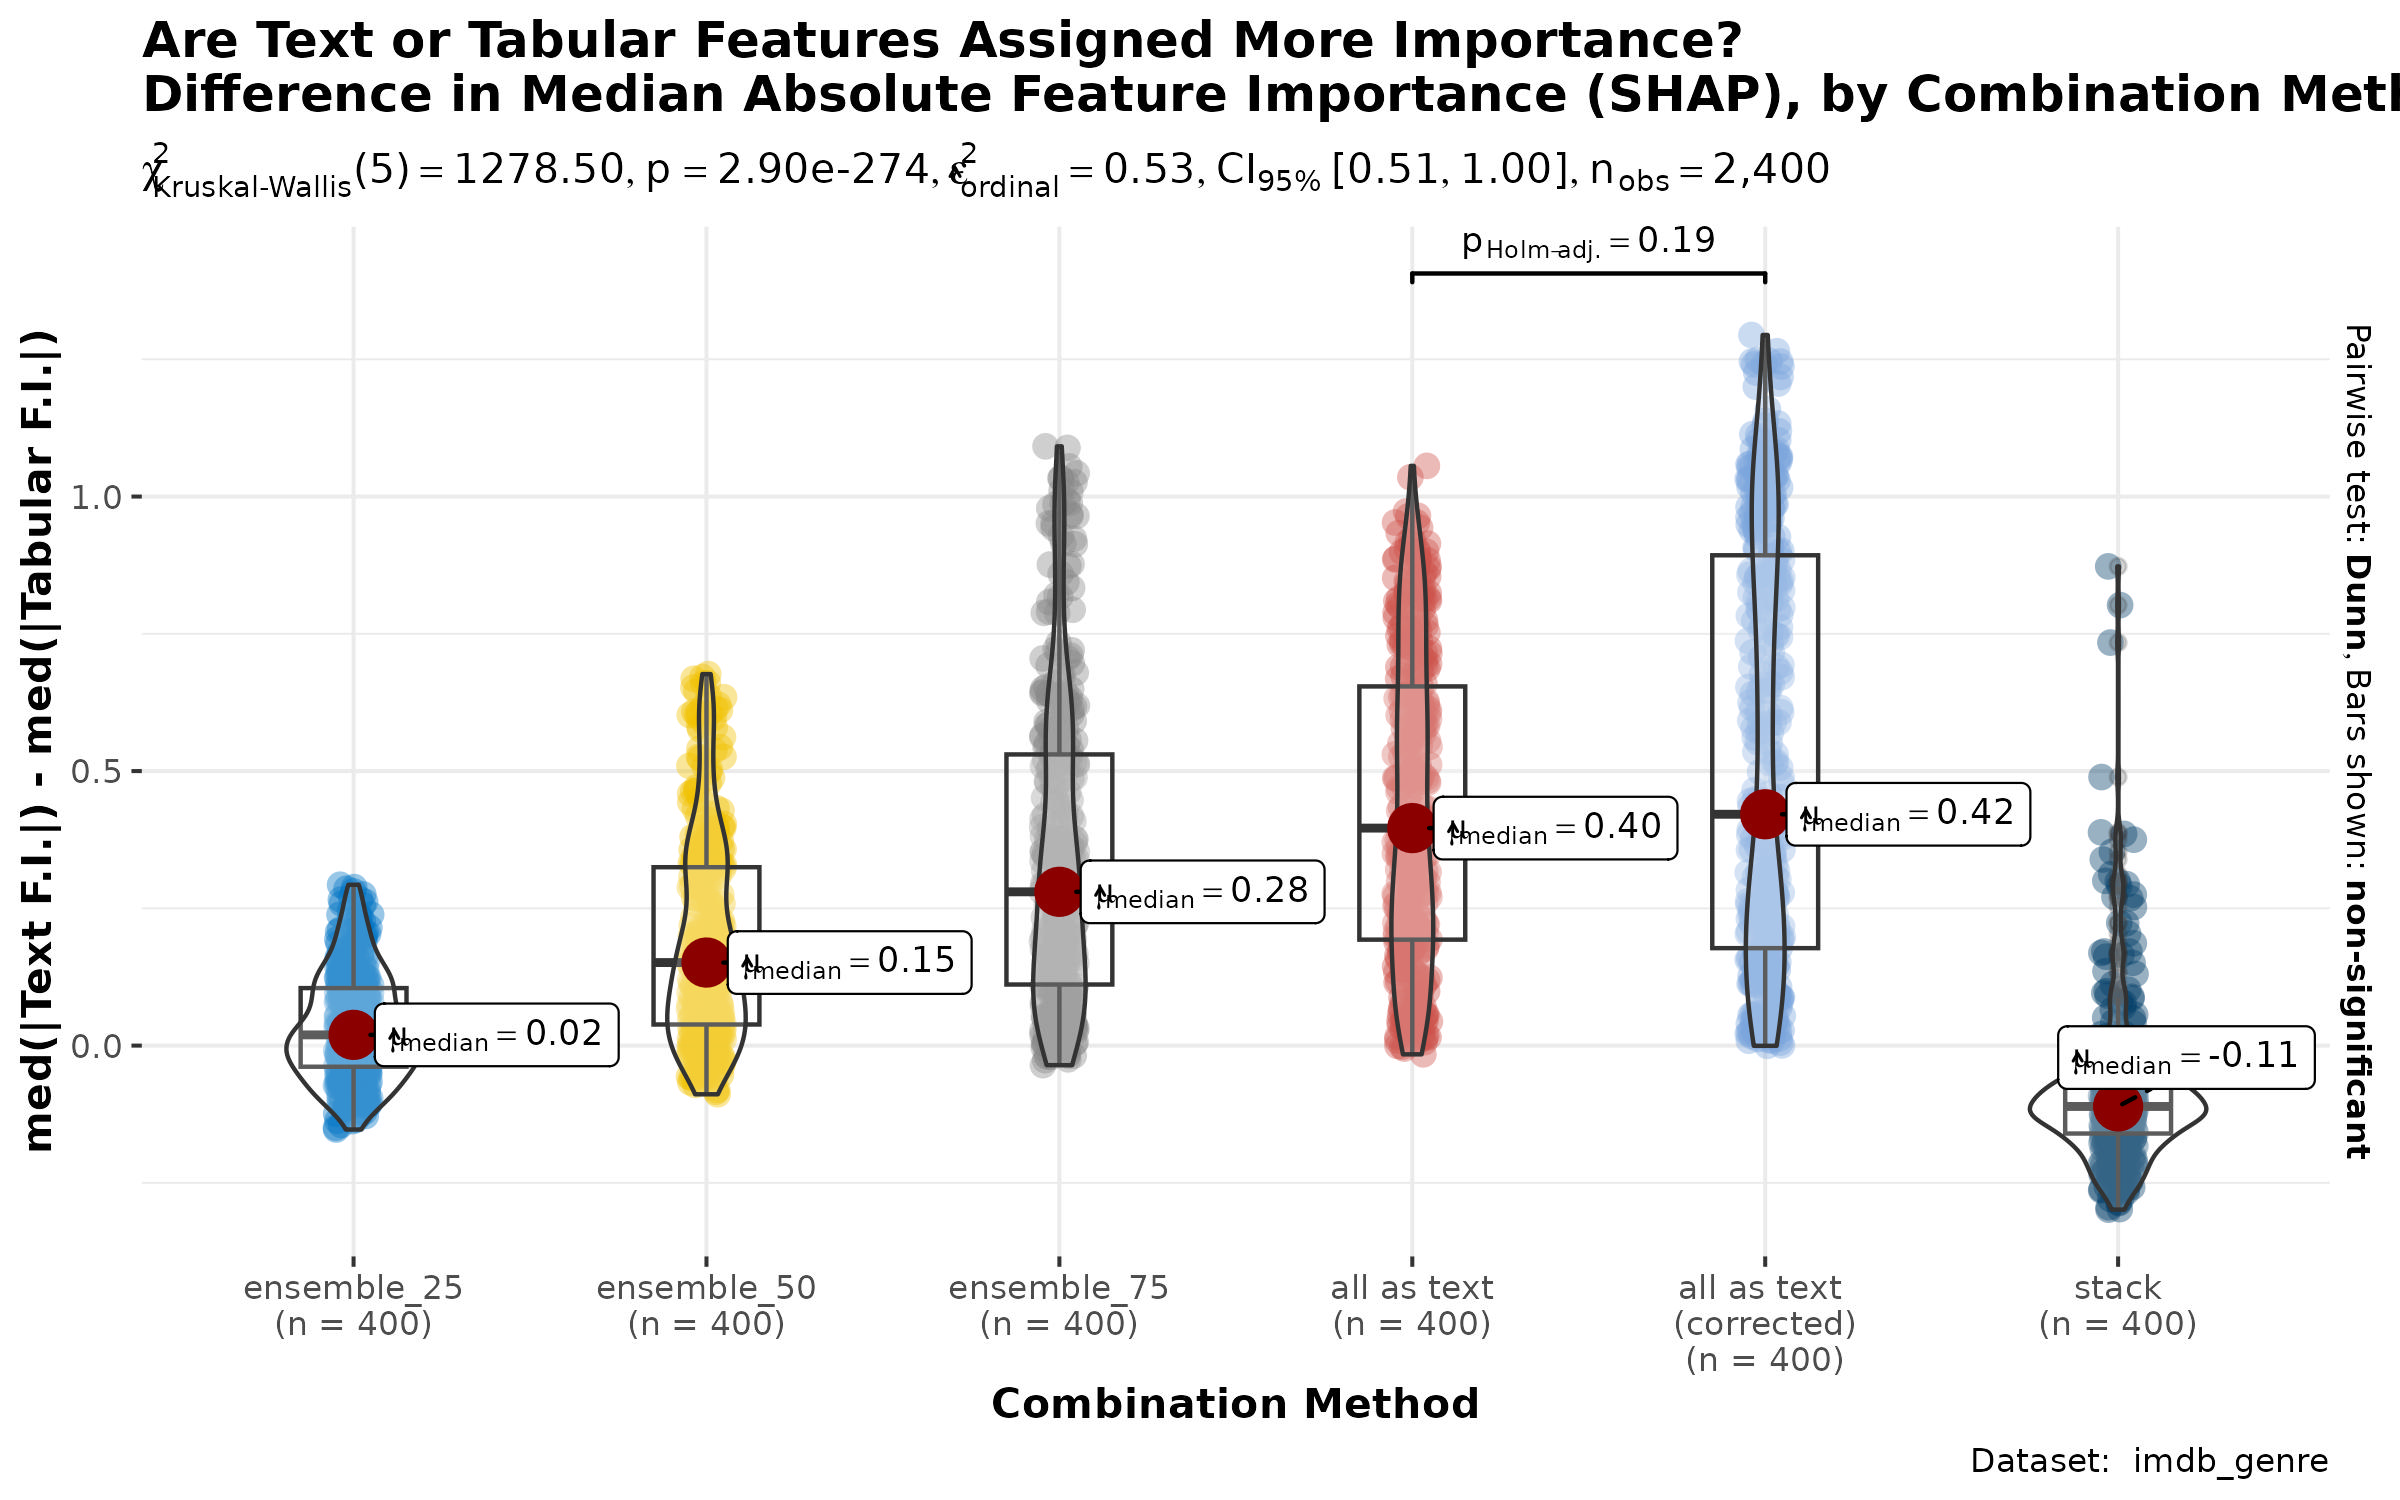 Are Text or Tabular Features Assigned More Importance?
Difference in Median Absolute Feature Importance (SHAP), by Combination Meth
χ²Kruskal-Wallis(5) = 1278.50, p = 2.90e-274, ε²ordinal = 0.53, CI95% [0.51, 1.00], nobs = 2,400
pHolm-adj. = 0.19
med(|Text F.I.|) - med(|Tabular F.I.|)
1.0
0.5
0.0
μ̂median = 0.02
μ̂median = 0.15
μ̂median = 0.28
μ̂median = 0.40
μ̂median = 0.42
μ̂median = -0.11
Pairwise test: Dunn, Bars shown: non-significant
ensemble_25
(n = 400)
ensemble_50
(n = 400)
ensemble_75
(n = 400)
all as text
(n = 400)
all as text
(corrected)
(n = 400)
stack
(n = 400)
Combination Method
Dataset: imdb_genre